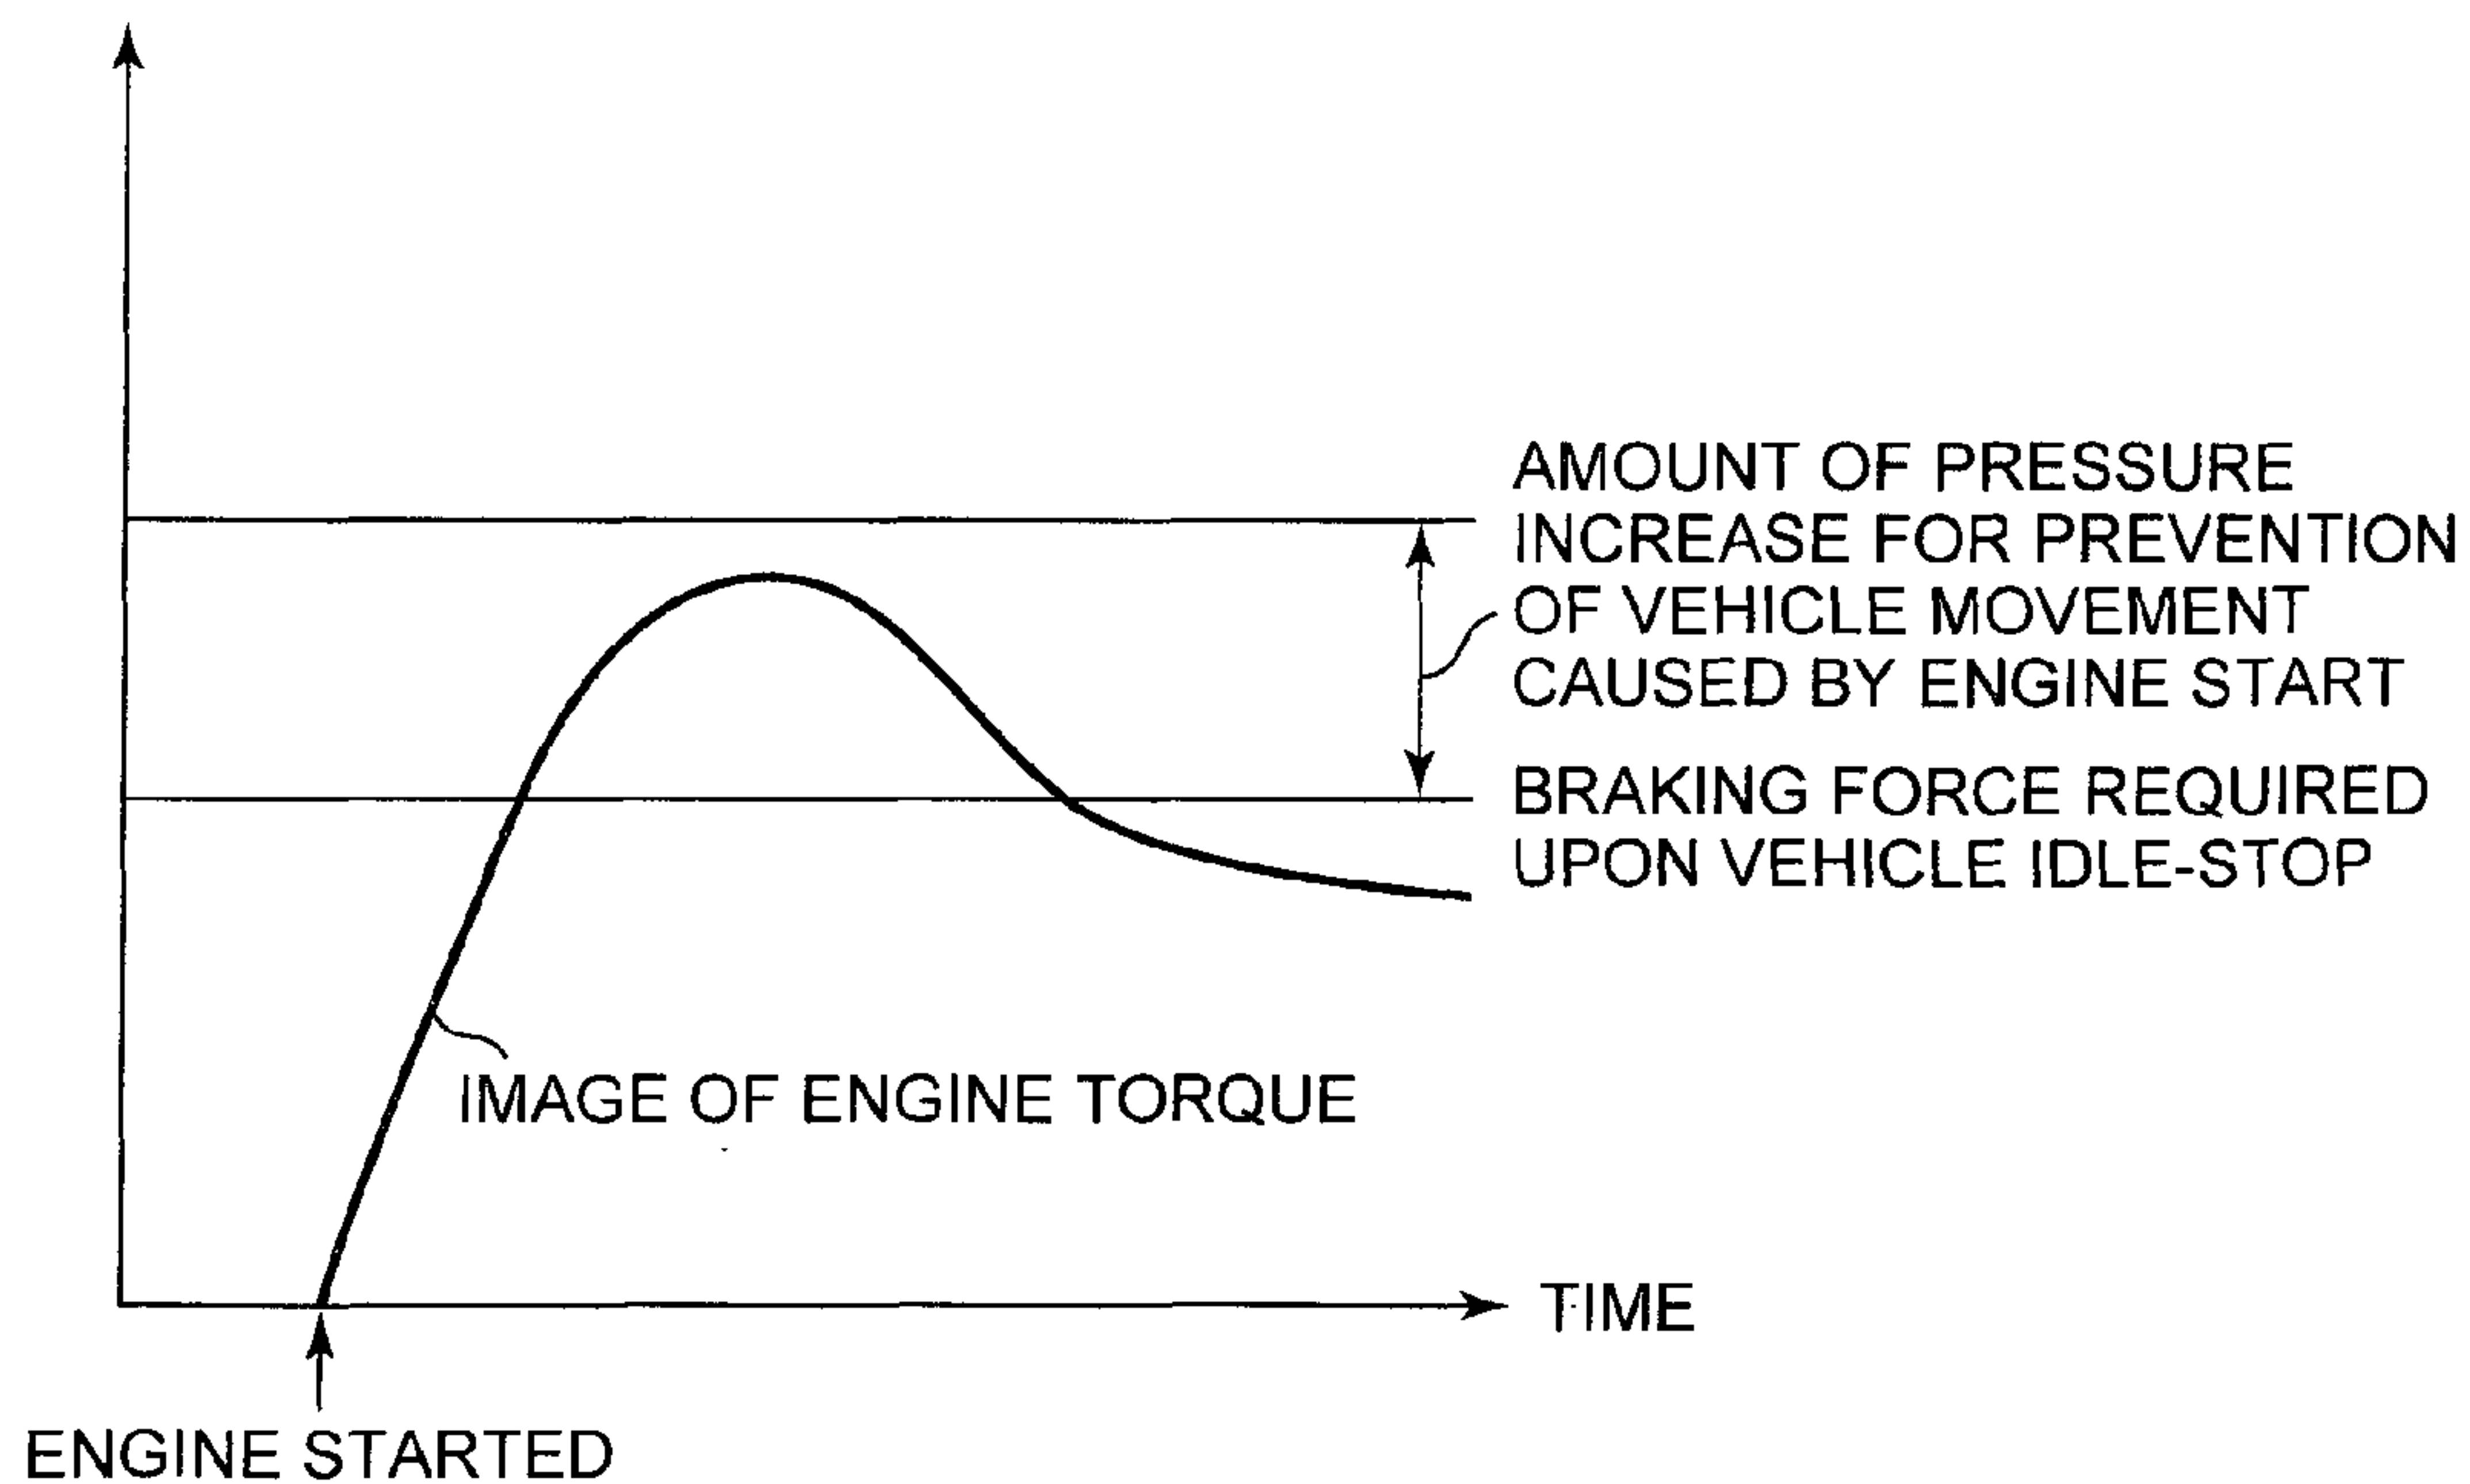 AMOUNT OF PRESSURE
INCREASE FOR PREVENTION
OF VEHICLE MOVEMENT
CAUSED BY ENGINE START
BRAKING FORCE REQUIRED
UPON VEHICLE IDLE-STOP
IMAGE OF ENGINE TORQUE
TIME
ENGINE STARTED